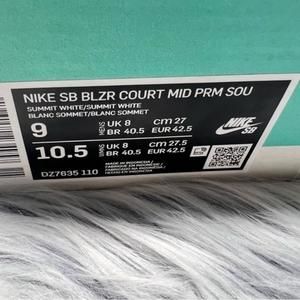 NIKE SB BLZR COURT MID PRM SOU
SUMMIT WHITE/SUMMIT WHITE
BLANC SOMMET/BLANC SOMMET
9 UK 8 cm 27
BR 40.5 EUR 42.5
10.5 UK 8 cm 27.5
BR 40.5 EUR 42.5
DZ7635 110
MADE IN INDONESIA
NIKE
SB